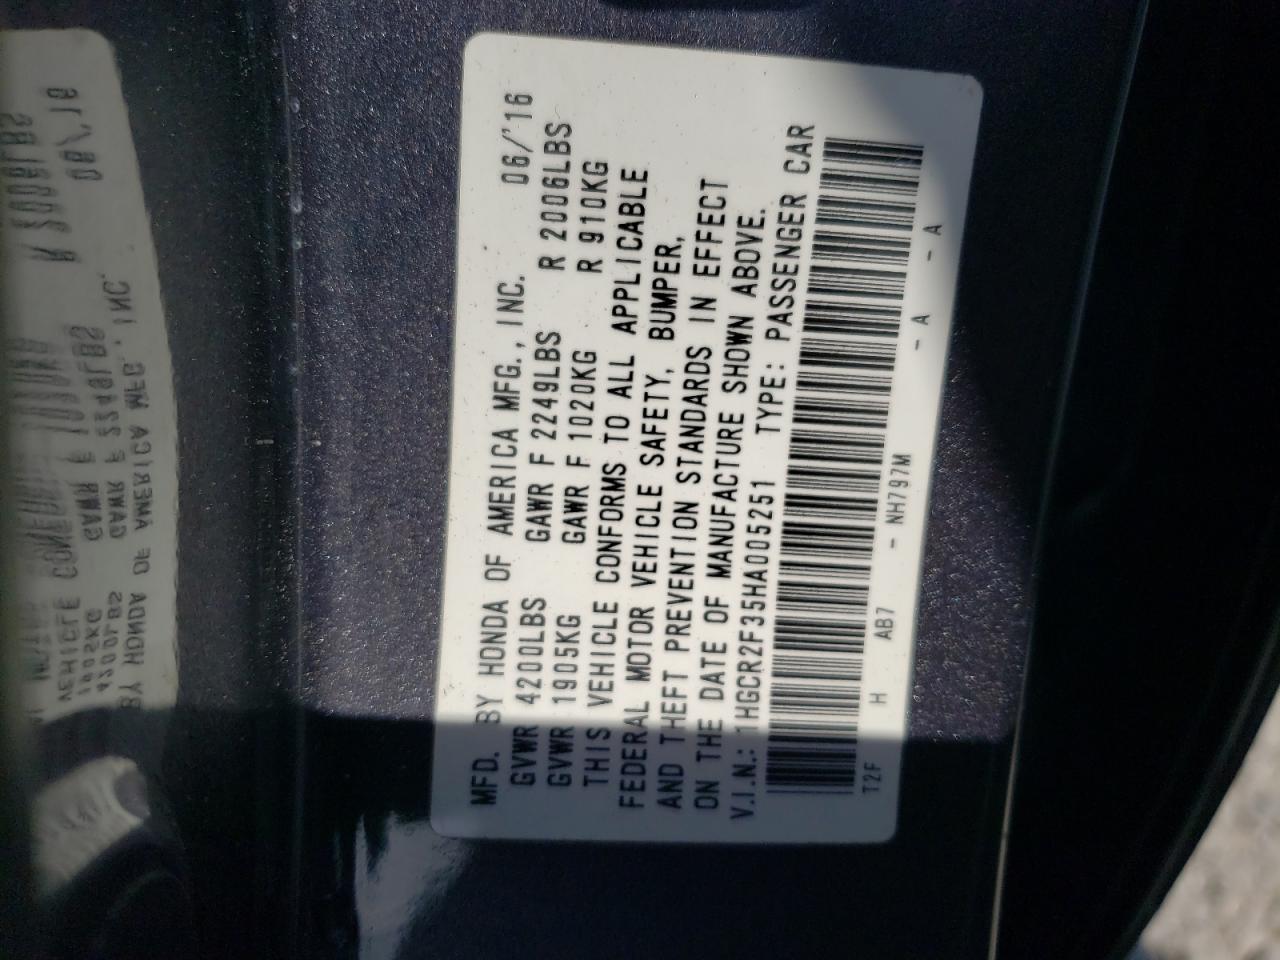 MFD. BY HONDA OF AMERICA MFG., INC. 06/'16
GVWR 4200LBS GAWR F 2249LBS R 2006LBS
GVWR 1905KG GAWR F 1020KG R 910KG
THIS VEHICLE CONFORMS TO ALL APPLICABLE
FEDERAL MOTOR VEHICLE SAFETY, BUMPER,
AND THEFT PREVENTION STANDARDS IN EFFECT
ON THE DATE OF MANUFACTURE SHOWN ABOVE.
V.I.N.: 1HGCR2F35HA005251 TYPE: PASSENGER CAR
T2F H AB7 - NH797M - A - A